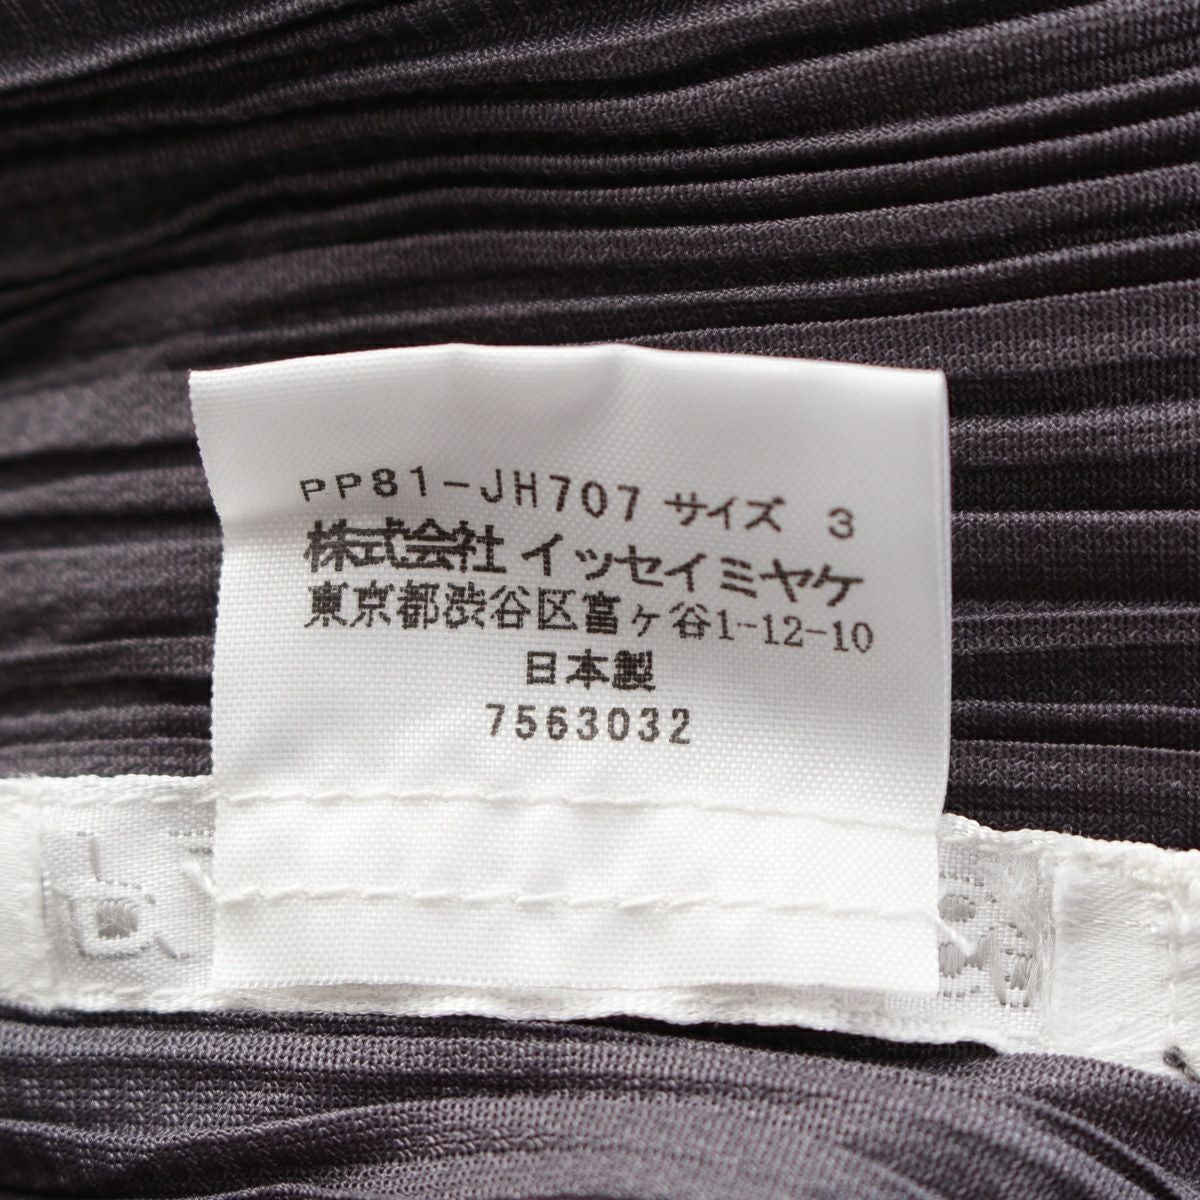 PP81-JH707 サイズ 3
株式会社 イッセイミヤケ
東京都渋谷区富ヶ谷1-12-10
日本製
7563032